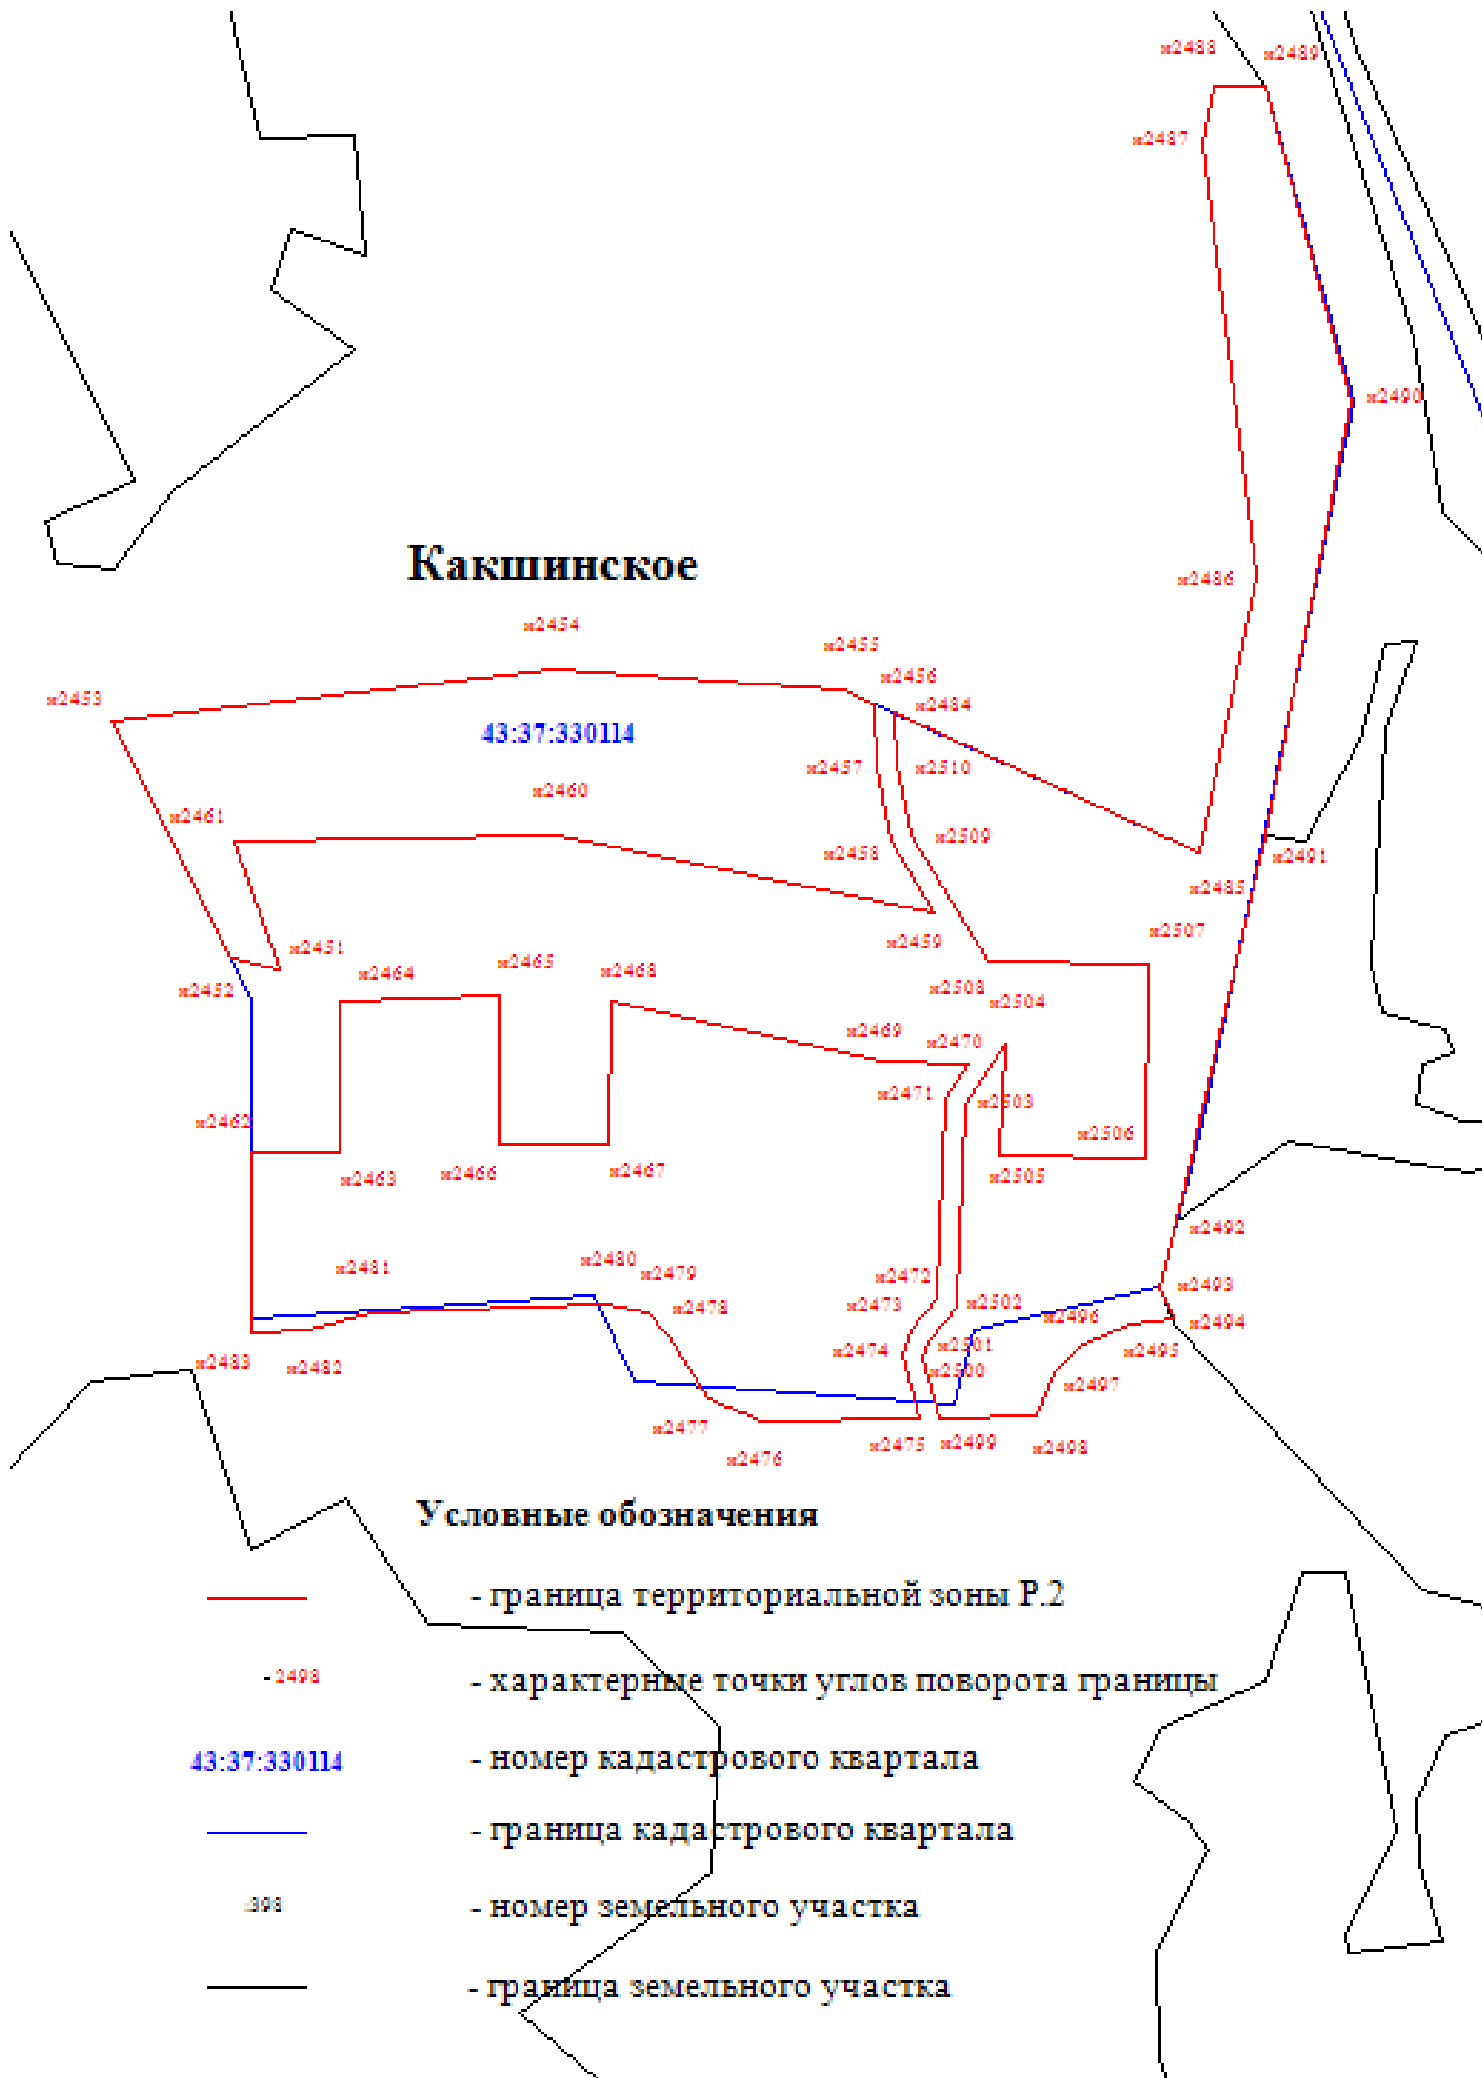 н2488 н2489
н2487
н2490
Какшинское
н2486
н2454
н2455
н2456
н2453
н2484
43:37:330114
н2457 н2510
н2460
н2461
н2509
н2458
н2491
н2485
н2507
н2459
н2451
н2465
н2464 н2468
н2452
н2508
н2504
н2469 н2470
н2471
н2503
н2462
н2506
н2463 н2466 н2467
н2505
н2492
н2480
н2481
н2479
н2472
н2493
н2473
н2502
н2478
н2496
н2494
н2501
н2474
н2495
н2483
н2482
н2500
н2497
н2477
н2475 н2499
н2498
н2476
Условные обозначения
- граница территориальной зоны Р.2
- 2498 - характерные точки углов поворота границы
43:37:330114 - номер кадастрового квартала
- граница кадастрового квартала
:398 - номер земельного участка
- граница земельного участка